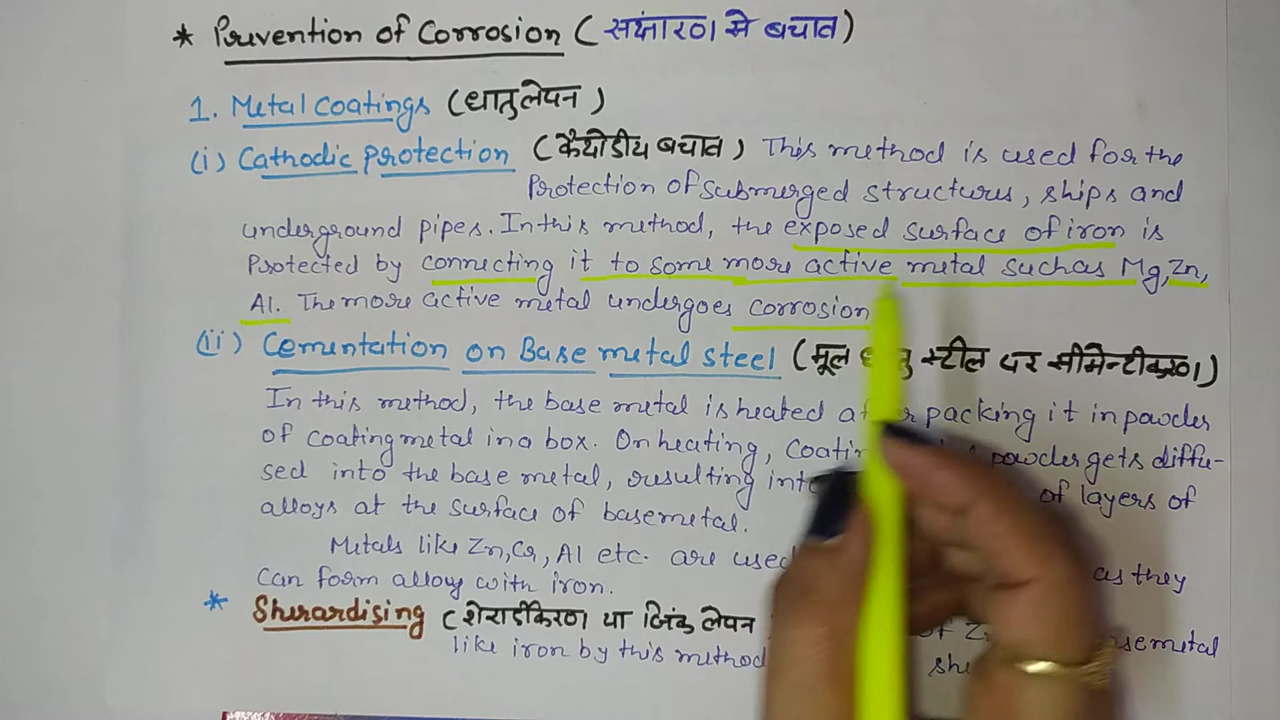 * Prevention of Corrosion (सक्षांरण से बचाव)
1. Metal coatings (धातुलेपन)
(i) Cathodic protection (कैथोडीय बचाव) This method is used for the
Protection of submerged structures, ships and
underground pipes. In this method, the exposed surface of iron is
Protected by connecting it to some more active metal such as Mg, Zn,
Al. The more active metal undergoes corrosion
(ii) Cementation on Base metal steel (मूल स्टील पर सीमेन्टीकरण)
In this method, the base metal is heated packing it in powder
of coating metal in a box. On heating, powder gets diffu-
sed into the base metal, resulting of layers of
alloys at the surface of base metal.
Metals like Zn, Cr, Al etc. are used as they
can form alloy with iron.
* Sherardising (शेरार्डीकरण या जिंक लेपन of
like iron by this method